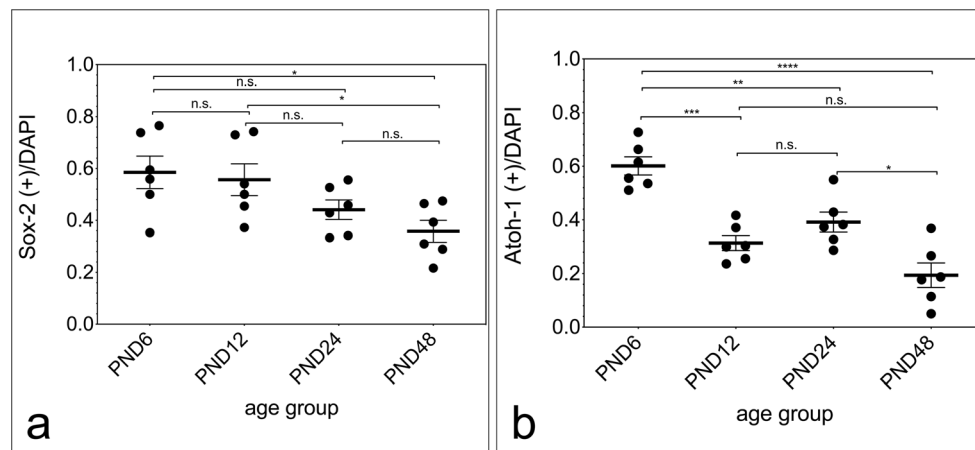 1.0
0.8
0.6
0.4
0.2
0.0
Sox-2 (+)/DAPI
*
n.s.
n.s.
*
n.s.
n.s.
PND6
PND12
PND24
PND48
age group
a
1.0
0.8
0.6
0.4
0.2
0.0
Atoh-1 (+)/DAPI
****
**
***
n.s.
n.s.
*
PND6
PND12
PND24
PND48
age group
b